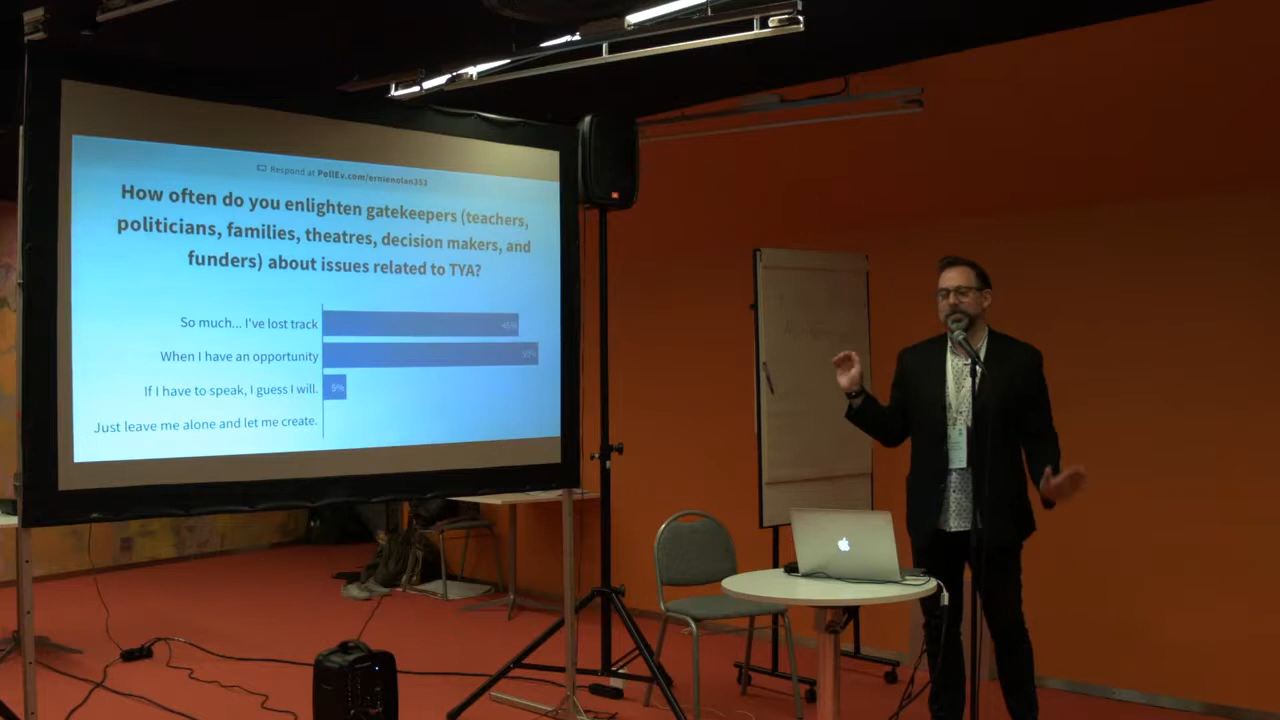 Respond at PollEv.com/ernienolan353
How often do you enlighten gatekeepers (teachers,
politicians, families, theatres, decision makers, and
funders) about issues related to TYA?
So much... I've lost track
45%
When I have an opportunity
50%
If I have to speak, I guess I will.
5%
Just leave me alone and let me create.